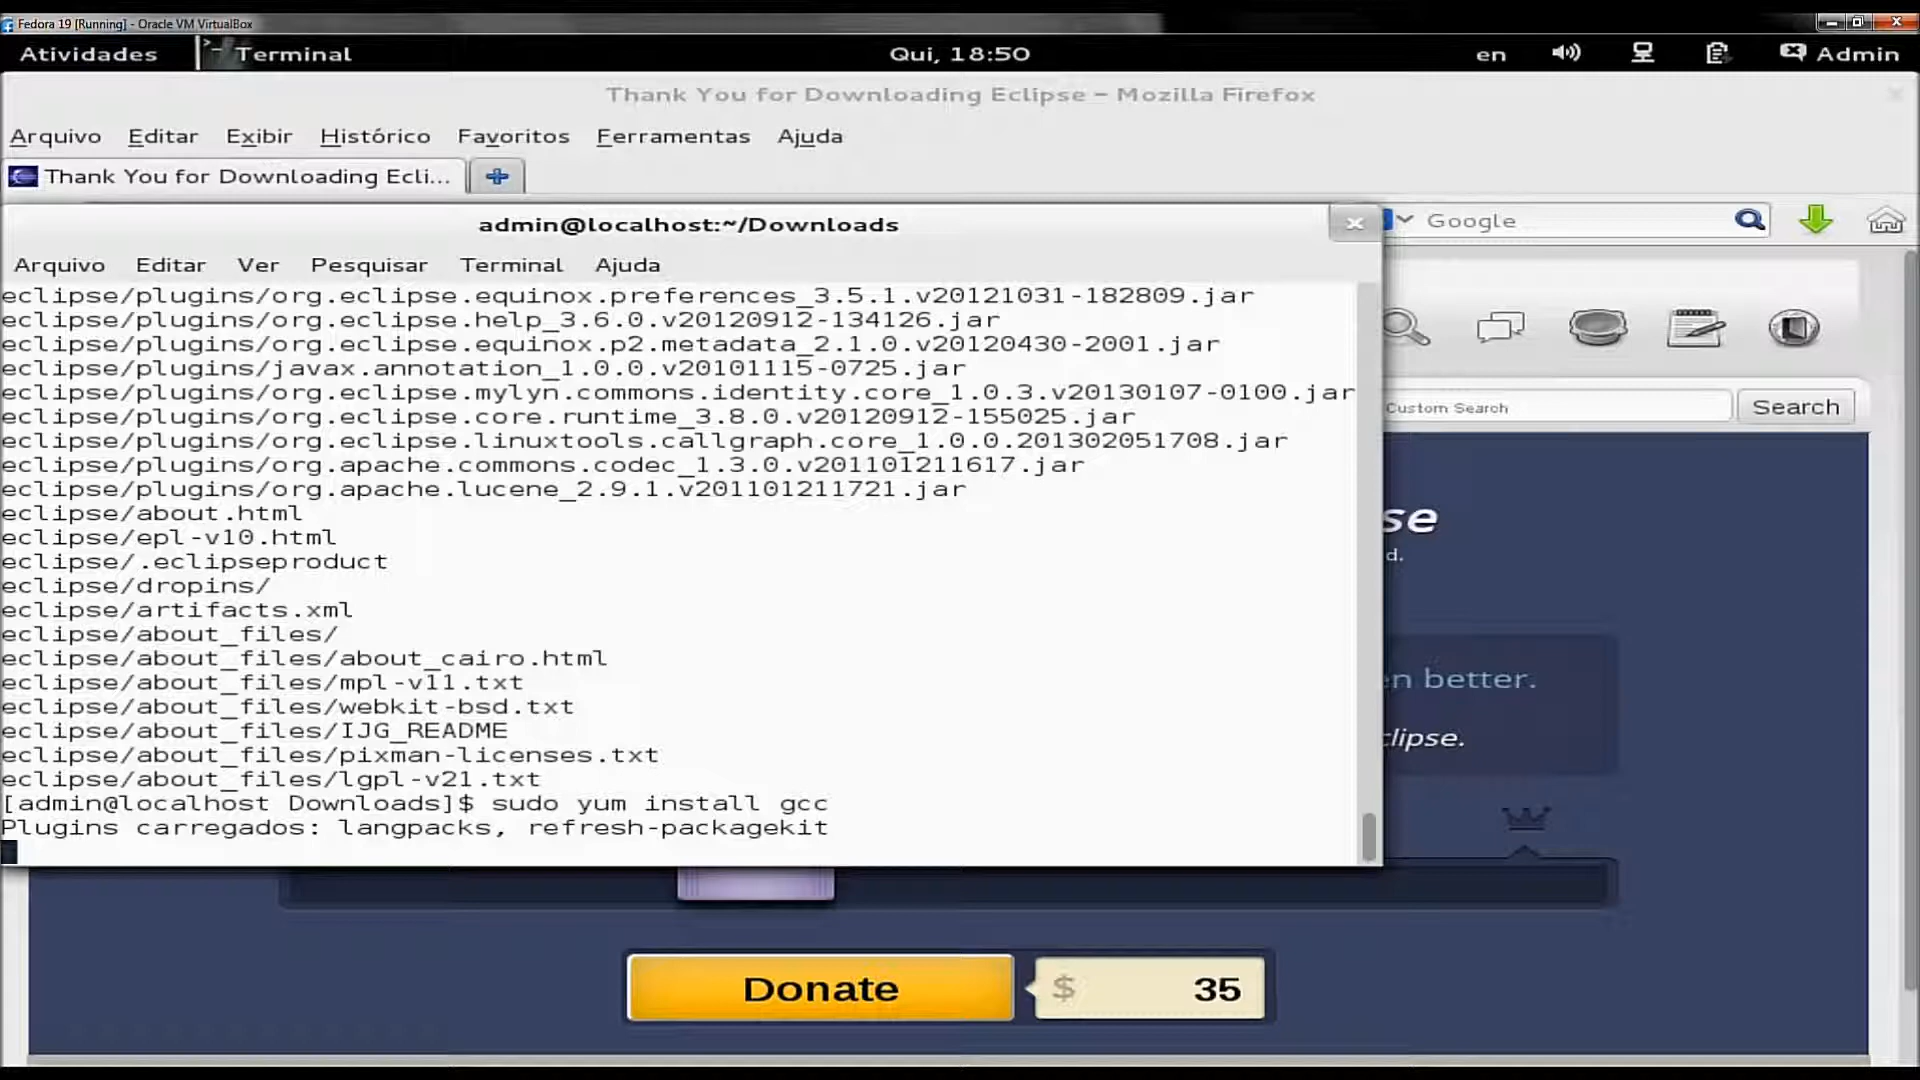 Fedora 19 [Running] - Oracle VM VirtualBox
Atividades
Terminal
Qui, 18:50
en
Admin
Thank You for Downloading Eclipse – Mozilla Firefox
Arquivo Editar Exibir Histórico Favoritos Ferramentas Ajuda
Thank You for Downloading Ecli...
Google
admin@localhost:~/Downloads
Arquivo Editar Ver Pesquisar Terminal Ajuda
eclipse/plugins/org.eclipse.equinox.preferences_3.5.1.v20121031-182809.jar
eclipse/plugins/org.eclipse.help_3.6.0.v20120912-134126.jar
eclipse/plugins/org.eclipse.equinox.p2.metadata_2.1.0.v20120430-2001.jar
eclipse/plugins/javax.annotation_1.0.0.v20101115-0725.jar
eclipse/plugins/org.eclipse.mylyn.commons.identity.core_1.0.3.v20130107-0100.jar
eclipse/plugins/org.eclipse.core.runtime_3.8.0.v20120912-155025.jar
eclipse/plugins/org.eclipse.linuxtools.callgraph.core_1.0.0.201302051708.jar
eclipse/plugins/org.apache.commons.codec_1.3.0.v201101211617.jar
eclipse/plugins/org.apache.lucene_2.9.1.v201101211721.jar
eclipse/about.html
eclipse/epl-v10.html
eclipse/.eclipseproduct
eclipse/dropins/
eclipse/artifacts.xml
eclipse/about_files/
eclipse/about_files/about_cairo.html
eclipse/about_files/mpl-v11.txt
eclipse/about_files/webkit-bsd.txt
eclipse/about_files/IJG_README
eclipse/about_files/pixman-licenses.txt
eclipse/about_files/lgpl-v21.txt
[admin@localhost Downloads]$ sudo yum install gcc
Plugins carregados: langpacks, refresh-packagekit
Custom Search
Search
se
d.
en better.
clipse.
Donate
$ 35